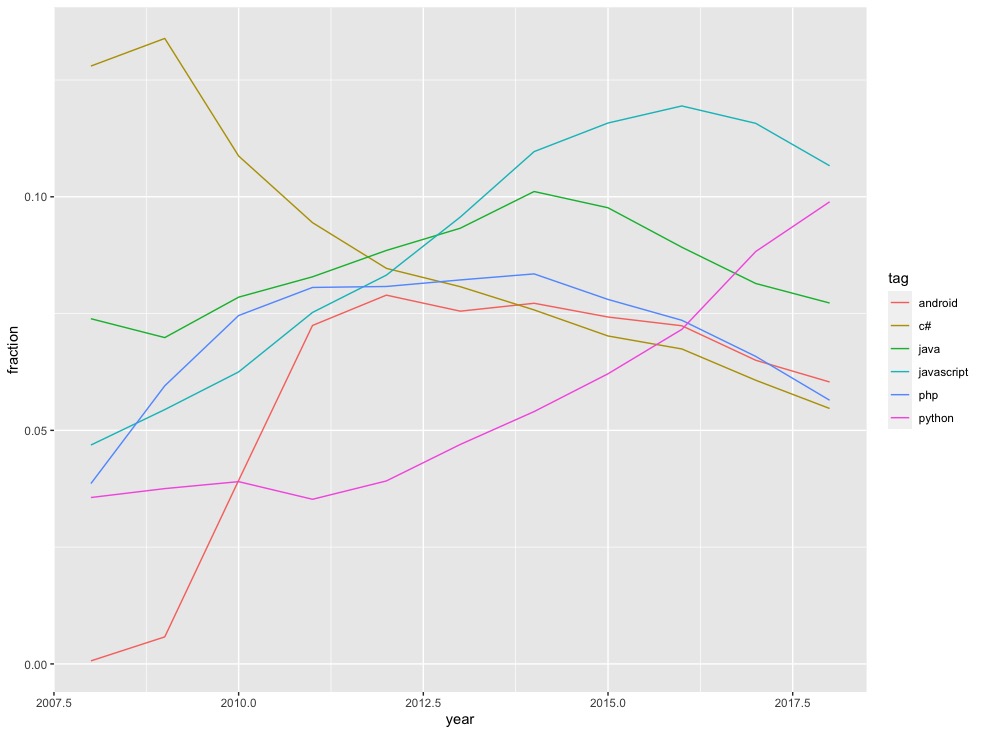 0.10
0.05
0.00
fraction
2007.5
2010.0
2012.5
2015.0
2017.5
year
tag
android
c#
java
javascript
php
python